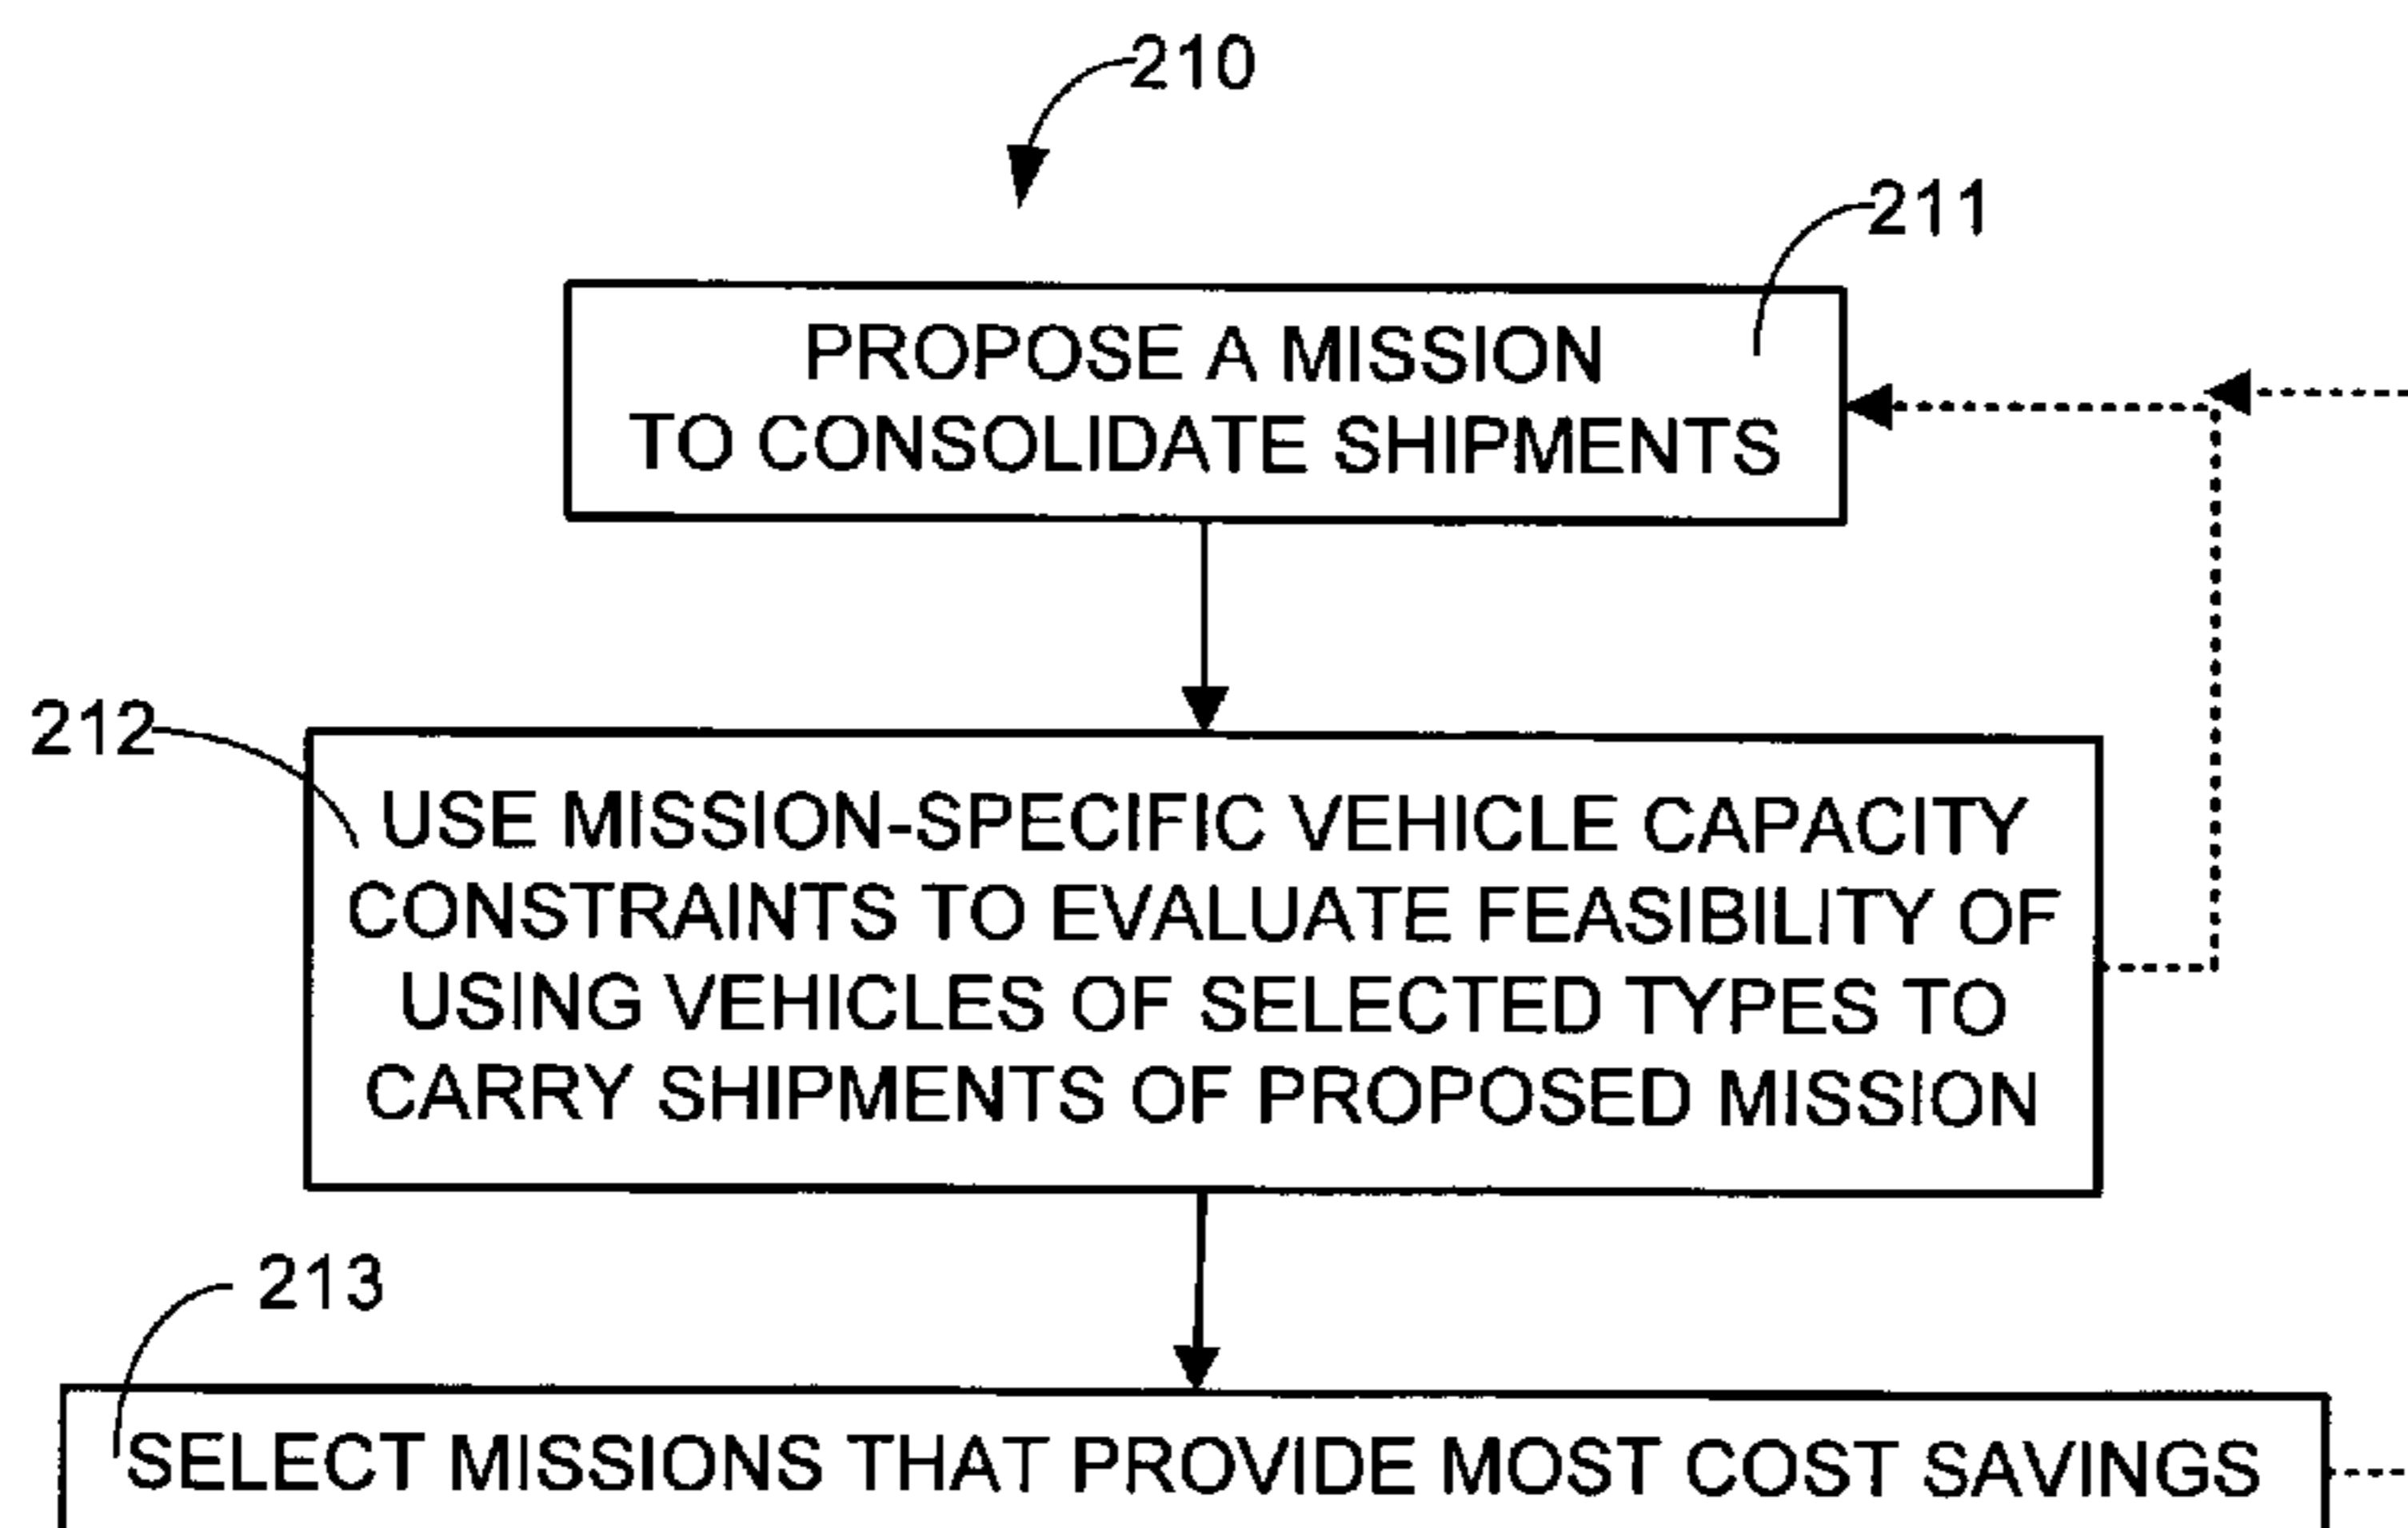 210
211
PROPOSE A MISSION
TO CONSOLIDATE SHIPMENTS
212
USE MISSION-SPECIFIC VEHICLE CAPACITY
CONSTRAINTS TO EVALUATE FEASIBILITY OF
USING VEHICLES OF SELECTED TYPES TO
CARRY SHIPMENTS OF PROPOSED MISSION
213
SELECT MISSIONS THAT PROVIDE MOST COST SAVINGS